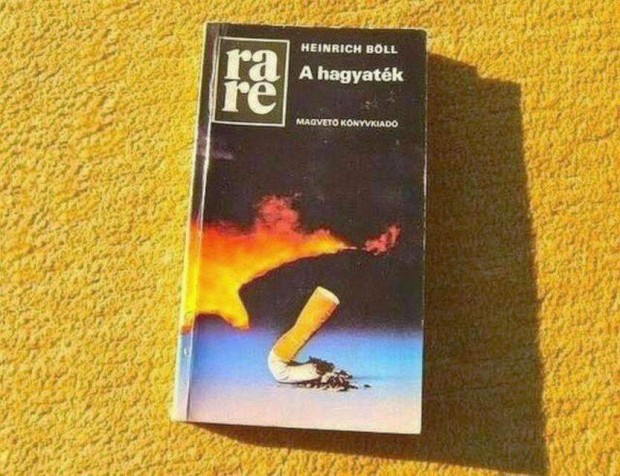 ra
re
HEINRICH BÖLL
A hagyaték
MAGVETŐ KÖNYVKIADÓ